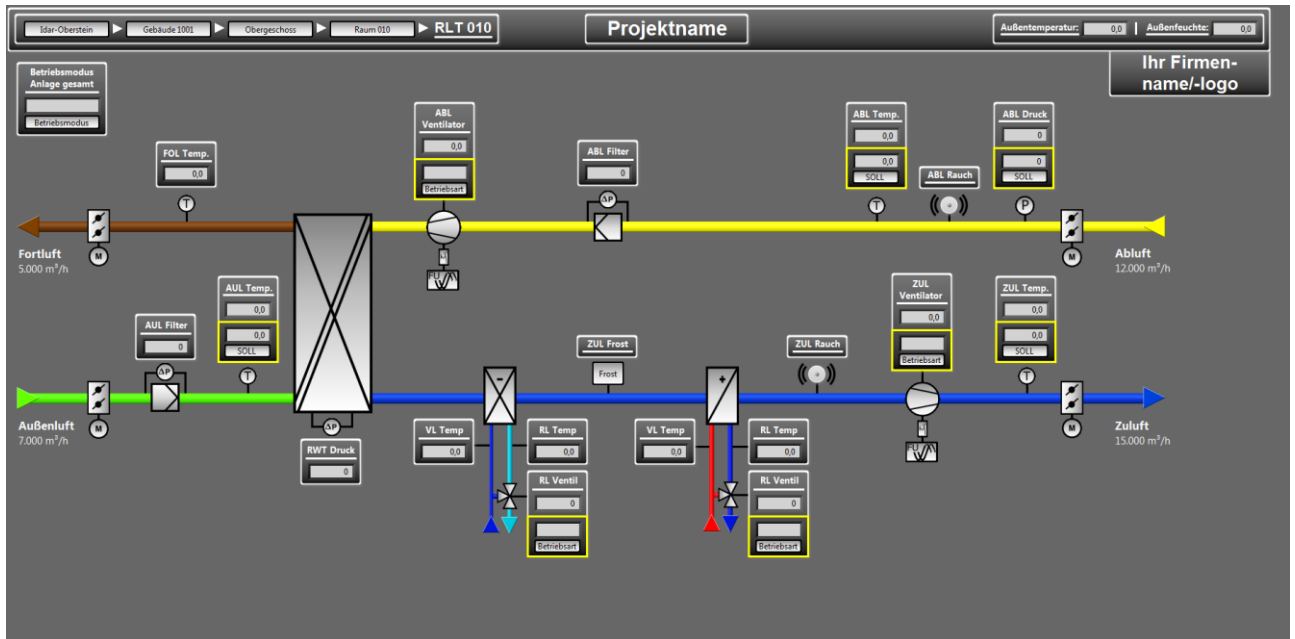 Idar-Oberstein
Gebäude 1001
Obergeschoss
Raum 010
RLT 010
Projektname
Außentemperatur: 0,0 | Außenfeuchte: 0,0
Ihr Firmen-
name/-logo
Betriebsmodus
Anlage gesamt
Betriebsmodus
FOL Temp.
0,0
T
ABL
Ventilator
0,0
Betriebsart
ABL Filter
0
ΔP
ABL Temp.
0,0
0,0
SOLL
T
ABL Rauch
ABL Druck
0
0
SOLL
P
M
Fortluft
5.000 m³/h
FU
M
Abluft
12.000 m³/h
AUL Filter
0
ΔP
AUL Temp.
0,0
0,0
SOLL
T
ZUL Frost
Frost
ZUL Rauch
ZUL
Ventilator
0,0
Betriebsart
ZUL Temp.
0,0
0,0
SOLL
T
-
+
M
Außenluft
7.000 m³/h
ΔP
RWT Druck
0
VL Temp
0,0
RL Temp
0,0
RL Ventil
0
Betriebsart
VL Temp
0,0
RL Temp
0,0
RL Ventil
0
Betriebsart
FU
M
Zuluft
15.000 m³/h